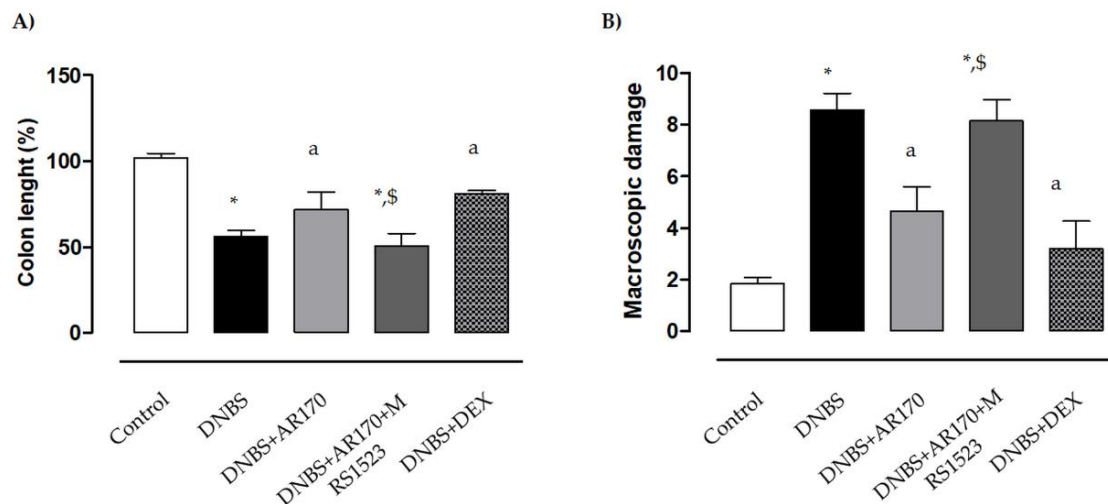 A)
Colon lenght (%)
150
100
50
0
*
a
*,$
a
Control
DNBS
DNBS+AR170
DNBS+AR170+M
RS1523
DNBS+DEX
B)
Macroscopic damage
10
8
6
4
2
0
*
a
*,$
a
Control
DNBS
DNBS+AR170
DNBS+AR170+M
RS1523
DNBS+DEX